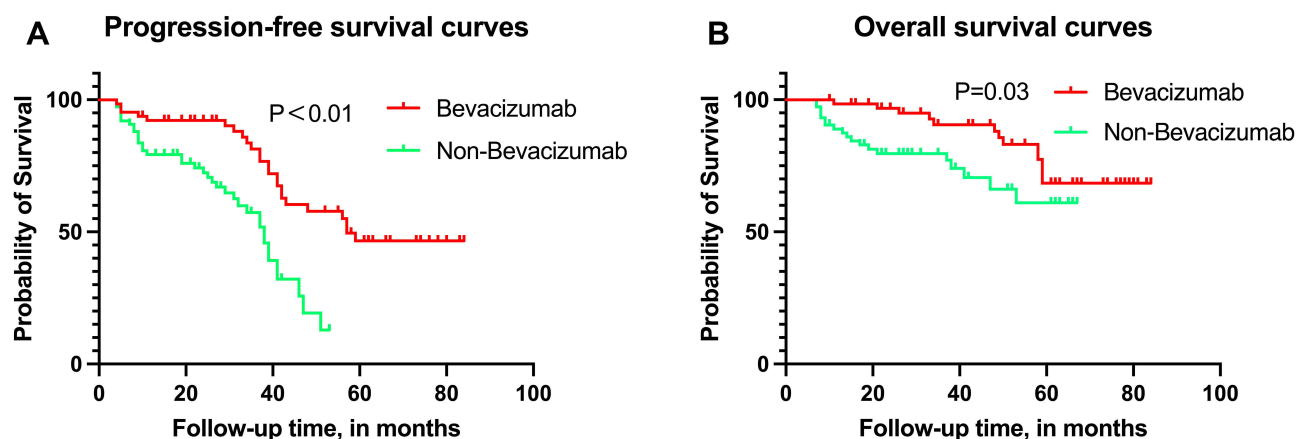 A
Progression-free survival curves
P<0.01
Bevacizumab
Non-Bevacizumab
Probability of Survival
100
50
0
0 20 40 60 80 100
Follow-up time, in months
B
Overall survival curves
P=0.03
Bevacizumab
Non-Bevacizumab
Probability of Survival
100
50
0
0 20 40 60 80 100
Follow-up time, in months